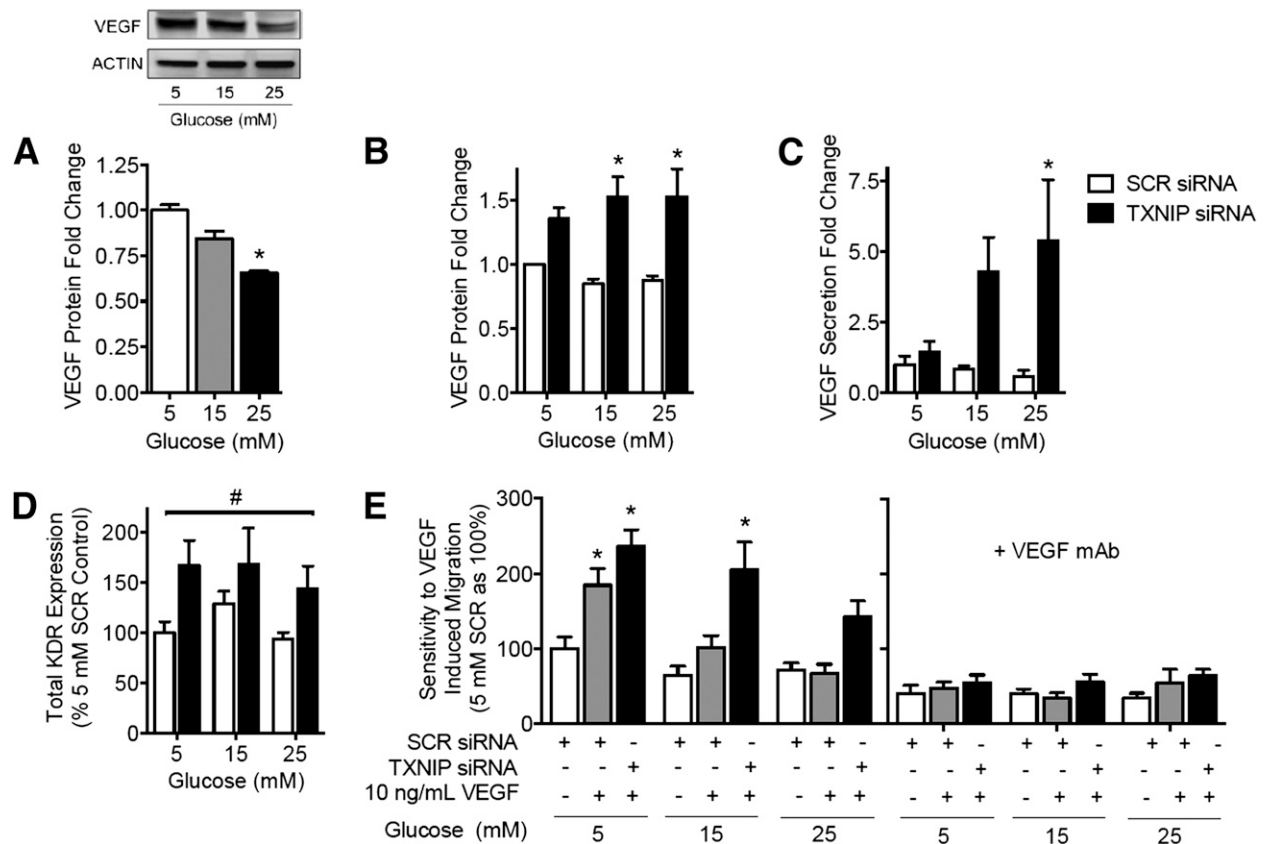 VEGF
ACTIN
5 15 25
Glucose (mM)
A
VEGF Protein Fold Change
1.25
1.00
0.75
0.50
0.25
0.00
*
5 15 25
Glucose (mM)
B
VEGF Protein Fold Change
1.5
1.0
0.5
0.0
* *
5 15 25
Glucose (mM)
C
VEGF Secretion Fold Change
7.5
5.0
2.5
0.0
*
5 15 25
Glucose (mM)
SCR siRNA
TXNIP siRNA
D
Total KDR Expression
(% 5 mM SCR Control)
200
150
100
50
0
#
5 15 25
Glucose (mM)
E
Sensitivity to VEGF
Induced Migration
(5 mM SCR as 100%)
300
200
100
0
* * *
+ VEGF mAb
SCR siRNA + + - + + - + + - + + - + + - + + -
TXNIP siRNA - - + - - + - - + - - + - - + - - +
10 ng/mL VEGF - + + - + + - + + - + + - + + - + +
Glucose (mM) 5 15 25 5 15 25